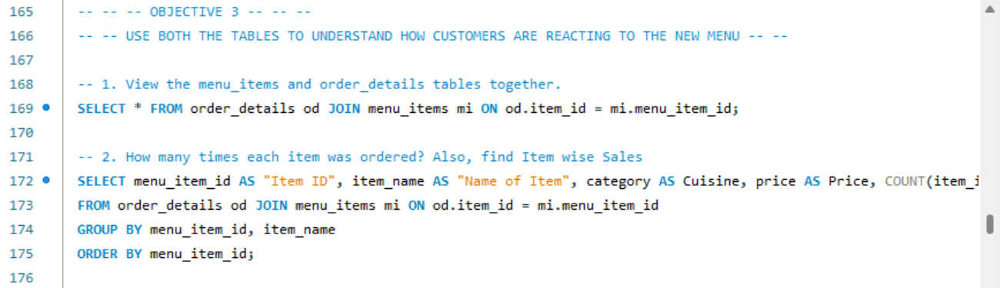 165 -- -- -- OBJECTIVE 3 -- -- --
166 -- -- USE BOTH THE TABLES TO UNDERSTAND HOW CUSTOMERS ARE REACTING TO THE NEW MENU -- --
167
168 -- 1. View the menu_items and order_details tables together.
169 SELECT * FROM order_details od JOIN menu_items mi ON od.item_id = mi.menu_item_id;
170
171 -- 2. How many times each item was ordered? Also, find Item wise Sales
172 SELECT menu_item_id AS "Item ID", item_name AS "Name of Item", category AS Cuisine, price AS Price, COUNT(item_i
173 FROM order_details od JOIN menu_items mi ON od.item_id = mi.menu_item_id
174 GROUP BY menu_item_id, item_name
175 ORDER BY menu_item_id;
176